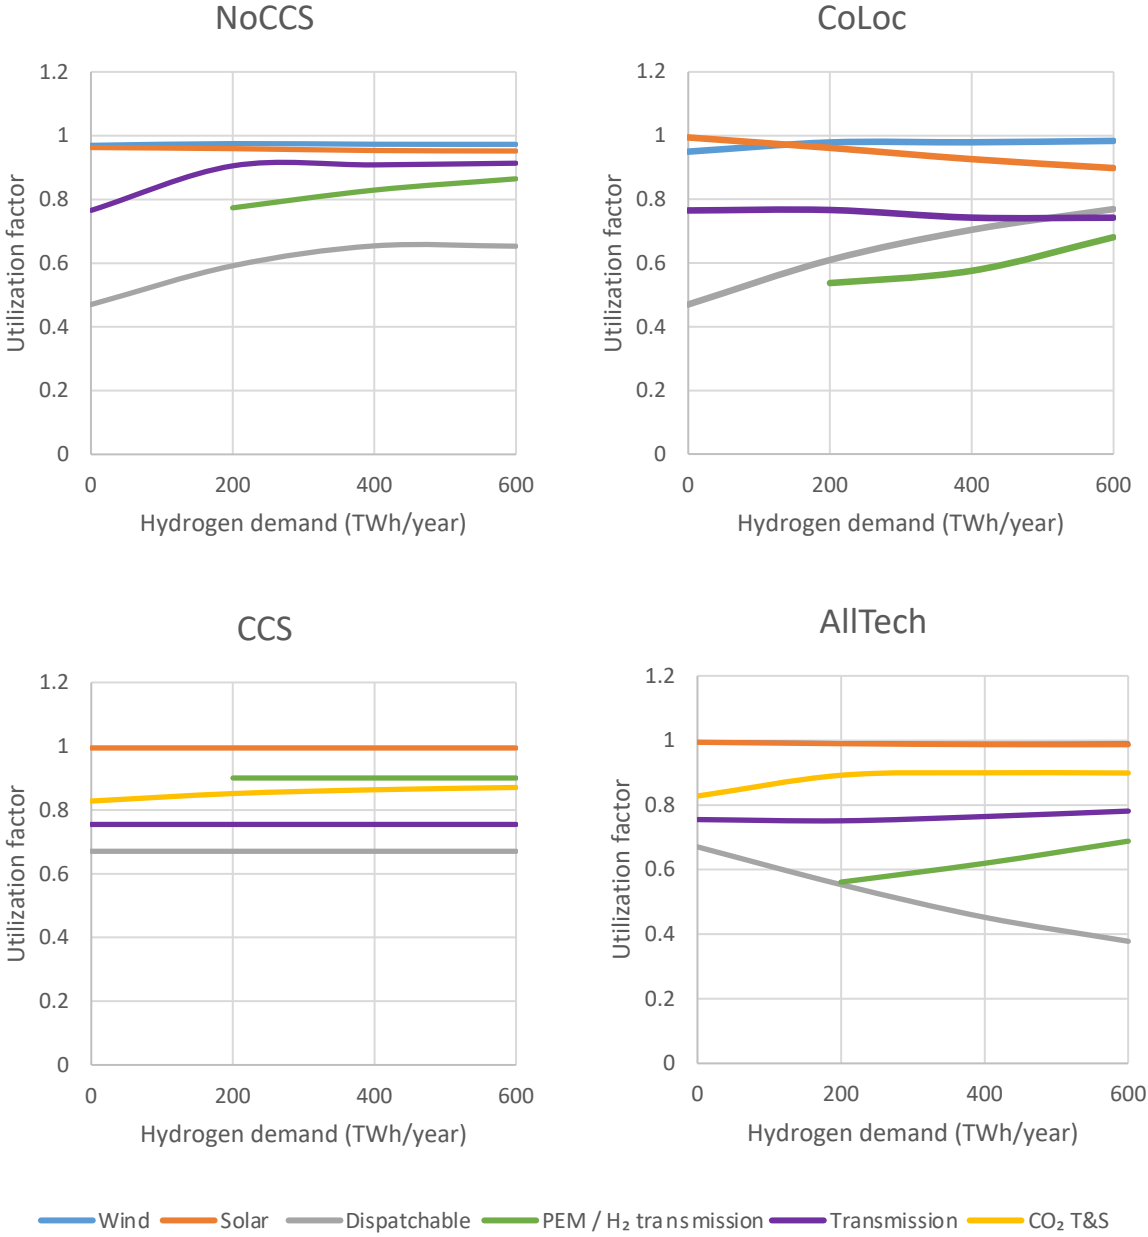 NoCCS
CoLoc
1.2
1
0.8
0.6
0.4
0.2
0
Utilization factor
0 200 400 600
Hydrogen demand (TWh/year)
1.2
1
0.8
0.6
0.4
0.2
0
Utilization factor
0 200 400 600
Hydrogen demand (TWh/year)
CCS
AllTech
1.2
1
0.8
0.6
0.4
0.2
0
Utilization factor
0 200 400 600
Hydrogen demand (TWh/year)
1.2
1
0.8
0.6
0.4
0.2
0
Utilization factor
0 200 400 600
Hydrogen demand (TWh/year)
Wind Solar Dispatchable PEM / H₂ transmission Transmission CO₂ T&S